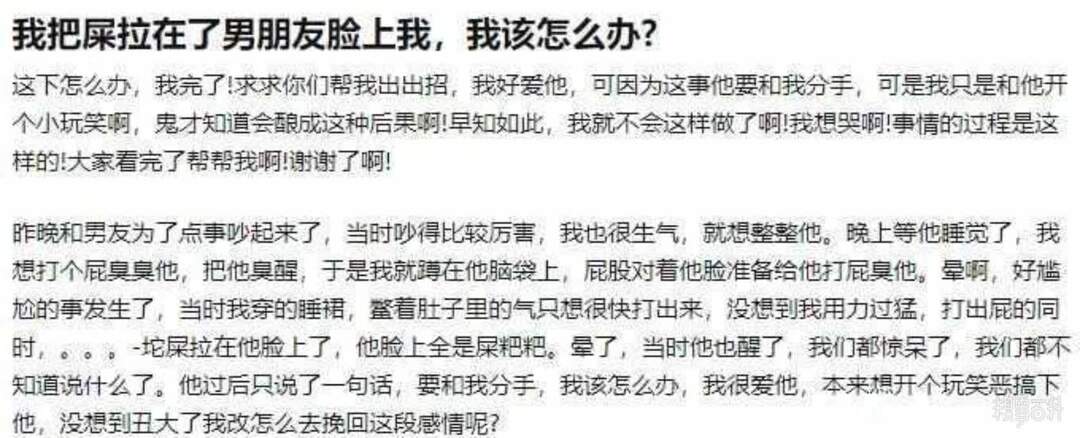 我把屎拉在了男朋友脸上我，我该怎么办?
这下怎么办，我完了!求求你们帮我出出招，我好爱他，可因为这事他要和我分手，可是我只是和他开
个小玩笑啊，鬼才知道会酿成这种后果啊!早知如此，我就不会这样做了啊!我想哭啊!事情的过程是这
样的!大家看完了帮帮我啊!谢谢了啊!
昨晚和男友为了点事吵起来了，当时吵得比较厉害，我也很生气，就想整整他。晚上等他睡觉了，我
想打个屁臭臭他，把他臭醒，于是我就蹲在他脑袋上，屁股对着他脸准备给他打屁臭他。晕啊，好尴
尬的事发生了，当时我穿的睡裙，鳖着肚子里的气只想很快打出来，没想到我用力过猛，打出屁的同
时，。。。。-坨屎拉在他脸上了，他脸上全是屎粑粑。晕了，当时他也醒了，我们都惊呆了，我们都不
知道说什么了。他过后只说了一句话，要和我分手，我该怎么办，我很爱他，本来想开个玩笑恶搞下
他，没想到丑大了我改怎么去挽回这段感情呢?